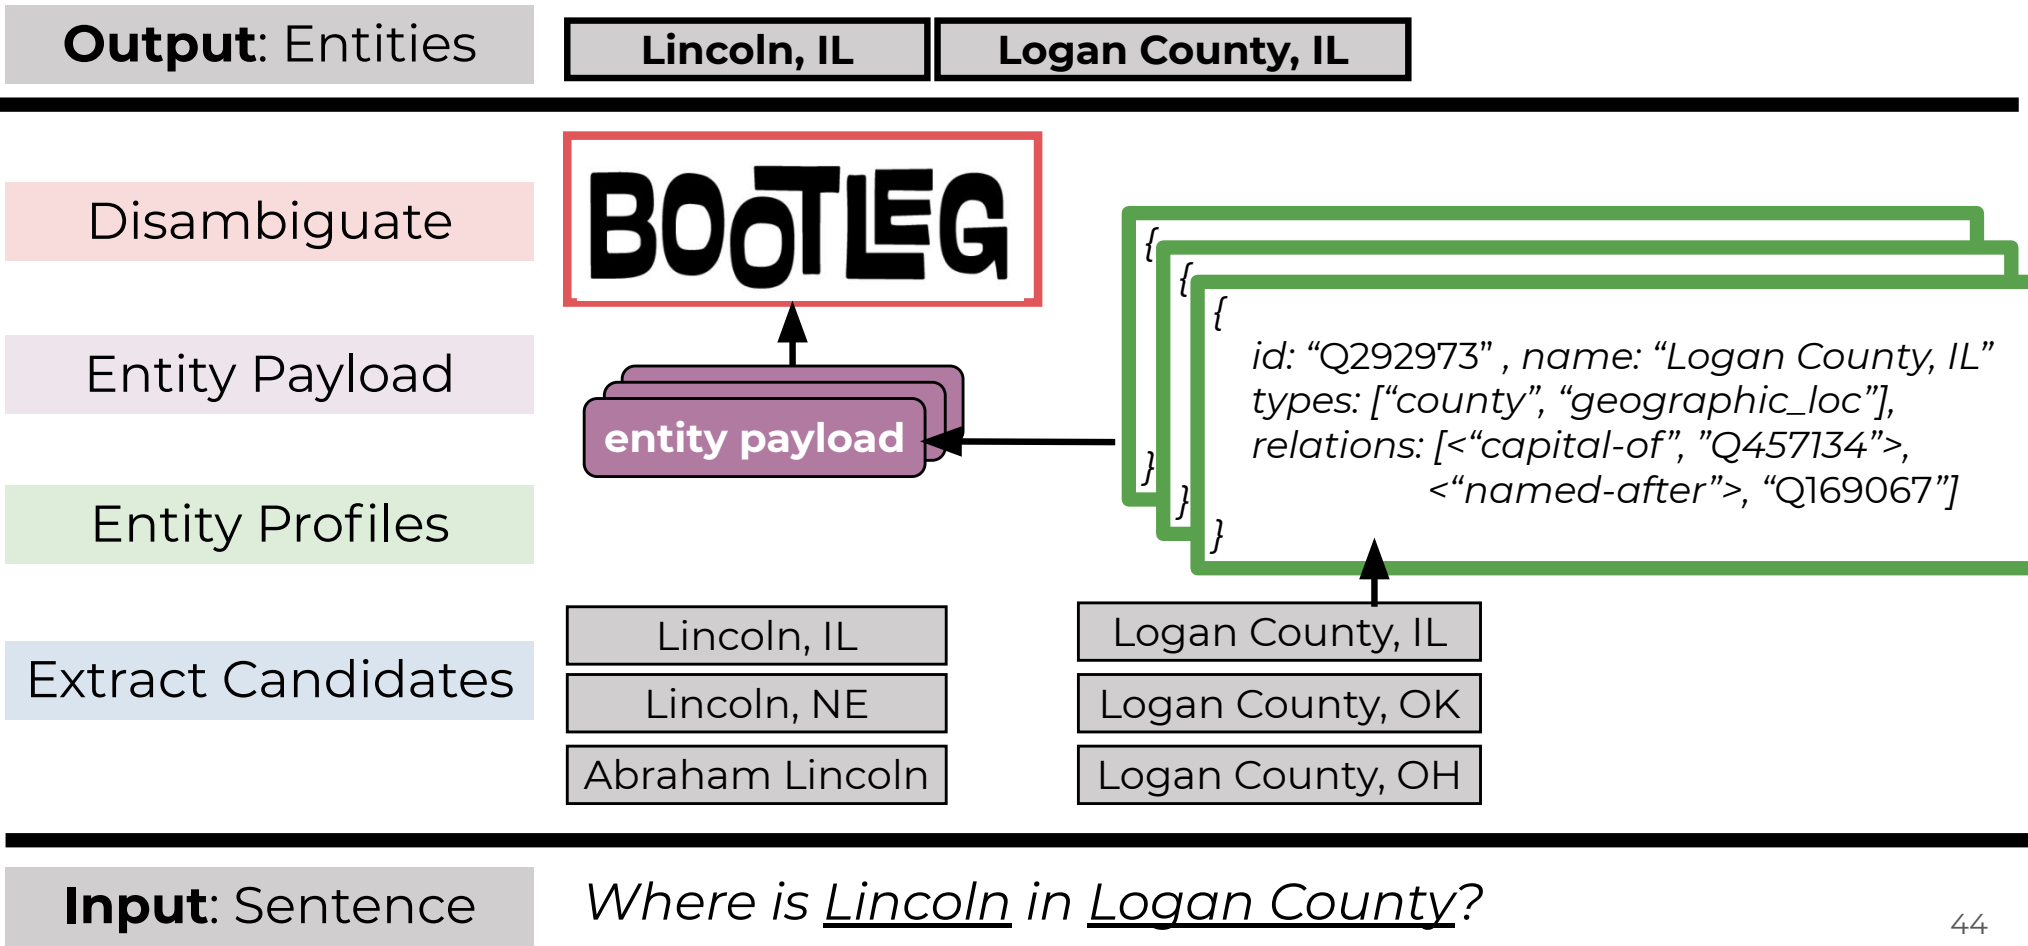 Output: Entities
Lincoln, IL
Logan County, IL
Disambiguate
BOOTLEG
Entity Payload
entity payload
Entity Profiles
{
{
{
id: “Q292973” , name: “Logan County, IL”
types: [“county”, “geographic_loc”],
relations: [<“capital-of”, ”Q457134”>,
<“named-after”>, “Q169067”]
}
}
}
Extract Candidates
Lincoln, IL
Lincoln, NE
Abraham Lincoln
Logan County, IL
Logan County, OK
Logan County, OH
Input: Sentence
Where is Lincoln in Logan County?
44